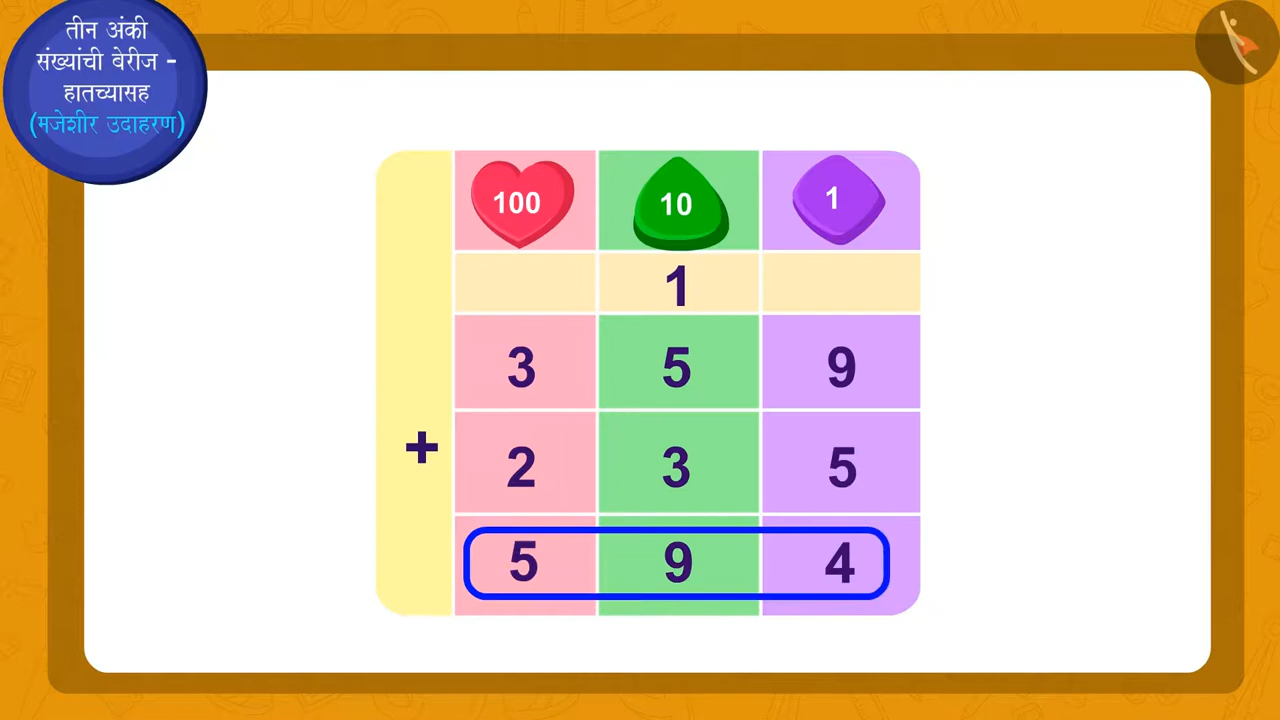 तीन अंकी
संख्यांची बेरीज -
हातच्यासह
(मजेशीर उदाहरण)
100 10 1
1
3 5 9
+ 2 3 5
5 9 4